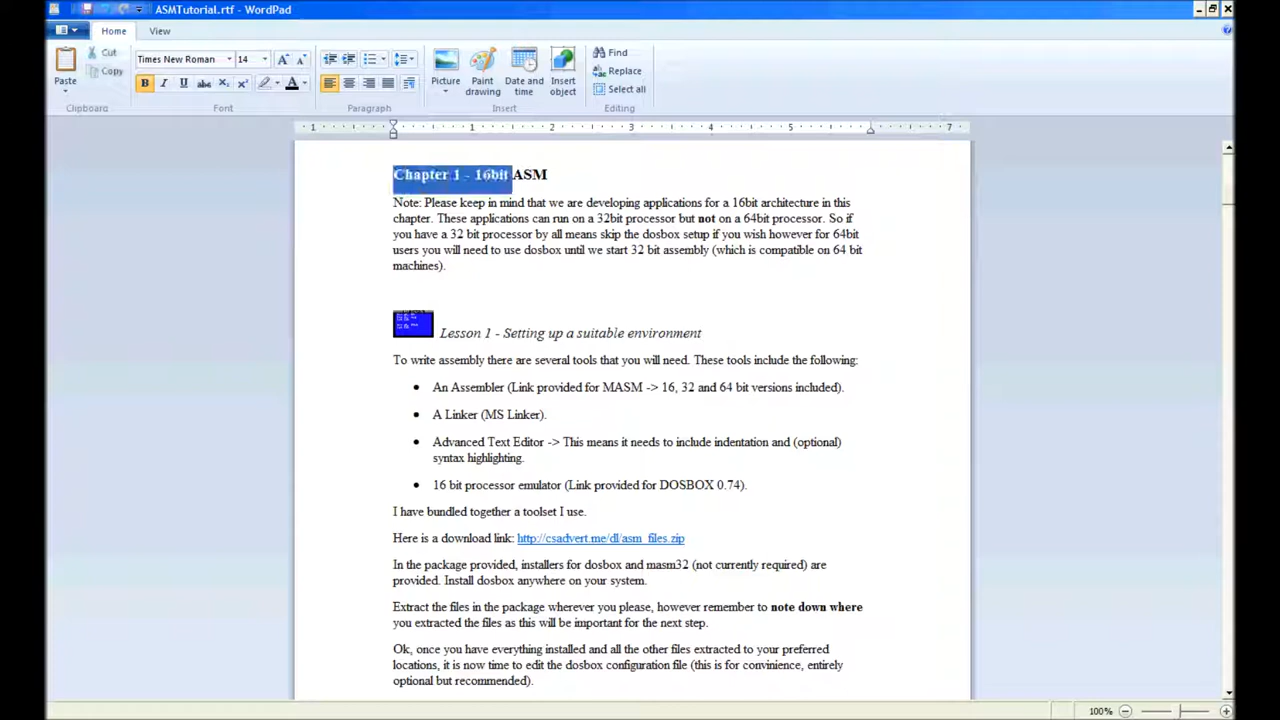 ASMTutorial.rtf - WordPad
Home View
Paste
Cut
Copy
Clipboard
Times New Roman 14
B I U abc X₂ X² A
Font
Paragraph
Picture
Paint drawing
Date and time
Insert object
Insert
Find
Replace
Select all
Editing
1 1 2 3 4 5 7
Chapter 1 - 16bit ASM
Note: Please keep in mind that we are developing applications for a 16bit architecture in this
chapter. These applications can run on a 32bit processor but not on a 64bit processor. So if
you have a 32 bit processor by all means skip the dosbox setup if you wish however for 64bit
users you will need to use dosbox until we start 32 bit assembly (which is compatible on 64 bit
machines).
Lesson 1 - Setting up a suitable environment
To write assembly there are several tools that you will need. These tools include the following:
• An Assembler (Link provided for MASM -> 16, 32 and 64 bit versions included).
• A Linker (MS Linker).
• Advanced Text Editor -> This means it needs to include indentation and (optional)
syntax highlighting.
• 16 bit processor emulator (Link provided for DOSBOX 0.74).
I have bundled together a toolset I use.
Here is a download link: http://csadvert.me/dl/asm_files.zip
In the package provided, installers for dosbox and masm32 (not currently required) are
provided. Install dosbox anywhere on your system.
Extract the files in the package wherever you please, however remember to note down where
you extracted the files as this will be important for the next step.
Ok, once you have everything installed and all the other files extracted to your preferred
locations, it is now time to edit the dosbox configuration file (this is for convinience, entirely
optional but recommended).
100%